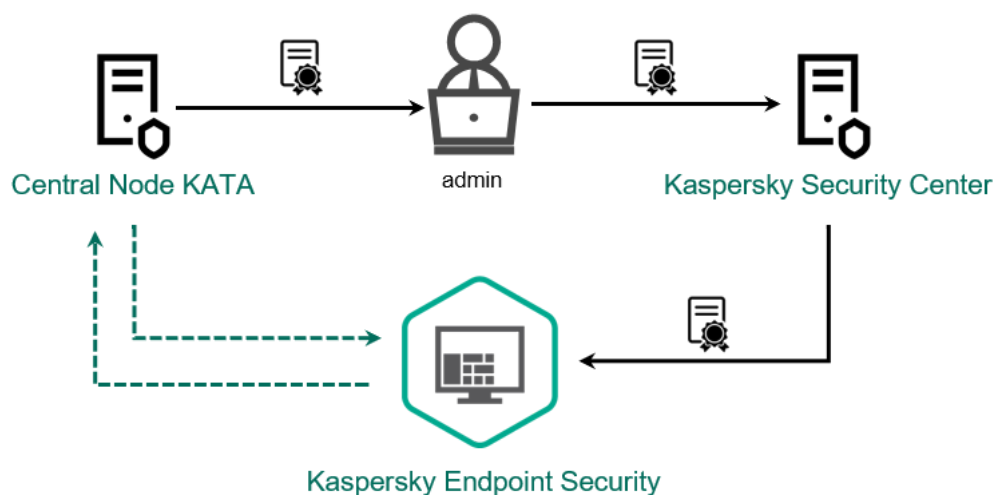 admin
Central Node KATA
Kaspersky Security Center
Kaspersky Endpoint Security